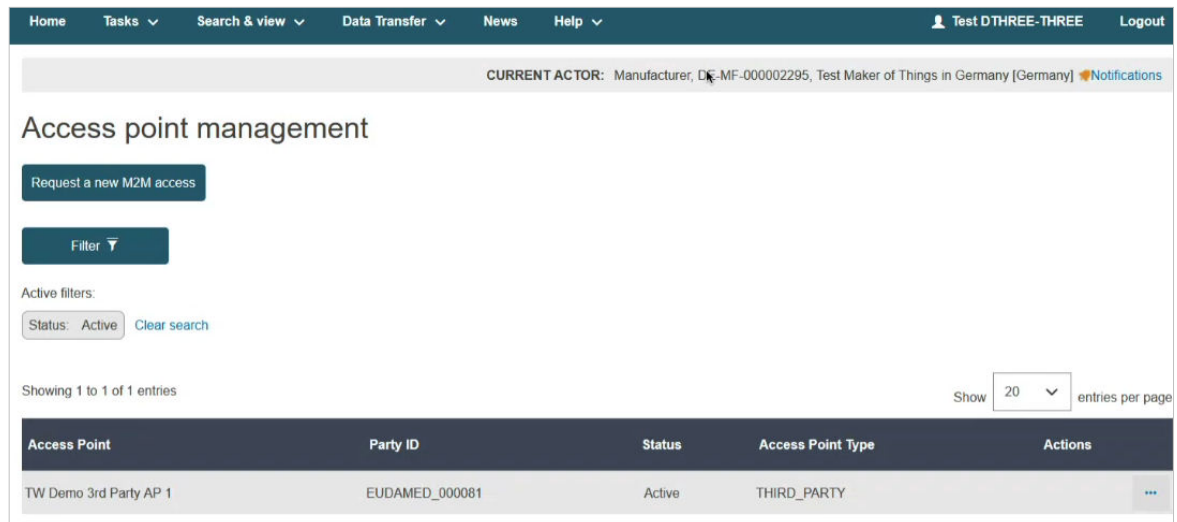 Home Tasks Search & view Data Transfer News Help Test DTHREE-THREE Logout
CURRENT ACTOR: Manufacturer, DE-MF-000002295, Test Maker of Things in Germany [Germany] Notifications
Access point management
Request a new M2M access
Filter
Active filters:
Status: Active Clear search
Showing 1 to 1 of 1 entries Show 20 entries per page
Access Point Party ID Status Access Point Type Actions
TW Demo 3rd Party AP 1 EUDAMED_000081 Active THIRD_PARTY ...